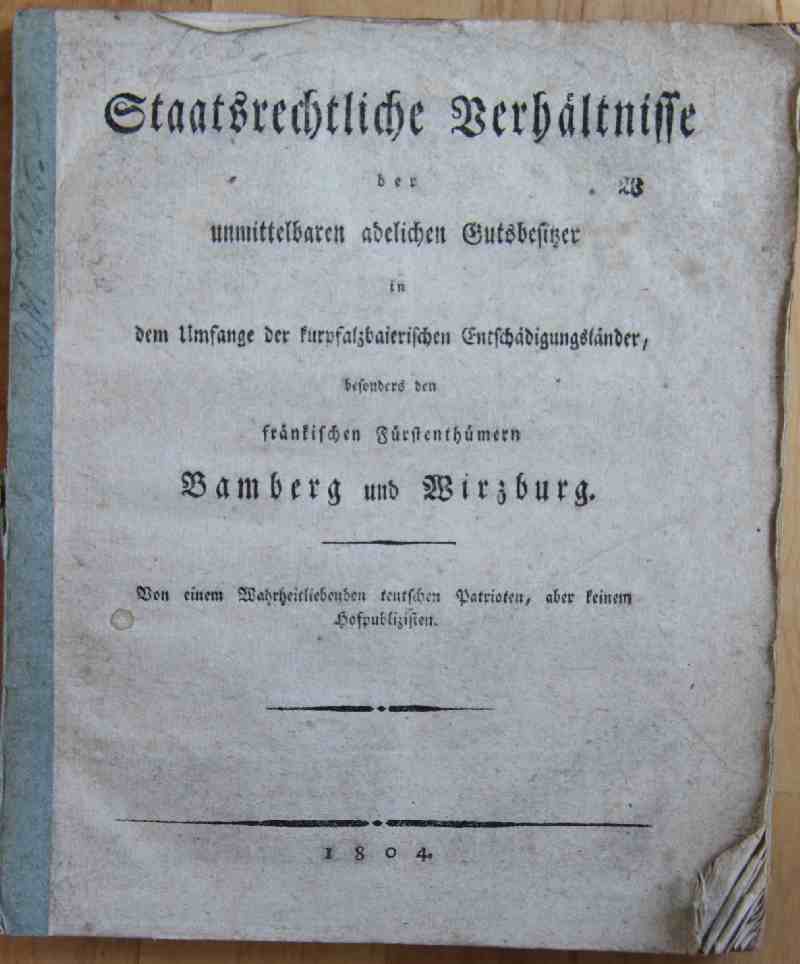 Staatsrechtliche Verhältnisse
der
unmittelbaren adelichen Gutsbesitzer
in
dem Umfange der kurpfalzbaierischen Entschädigungsländer,
besonders den
fränkischen Fürstenthümern
Bamberg und Wirzburg.
Von einem Wahrheitliebenden teutschen Patrioten, aber keinem
Hofpublizisten.
1804.